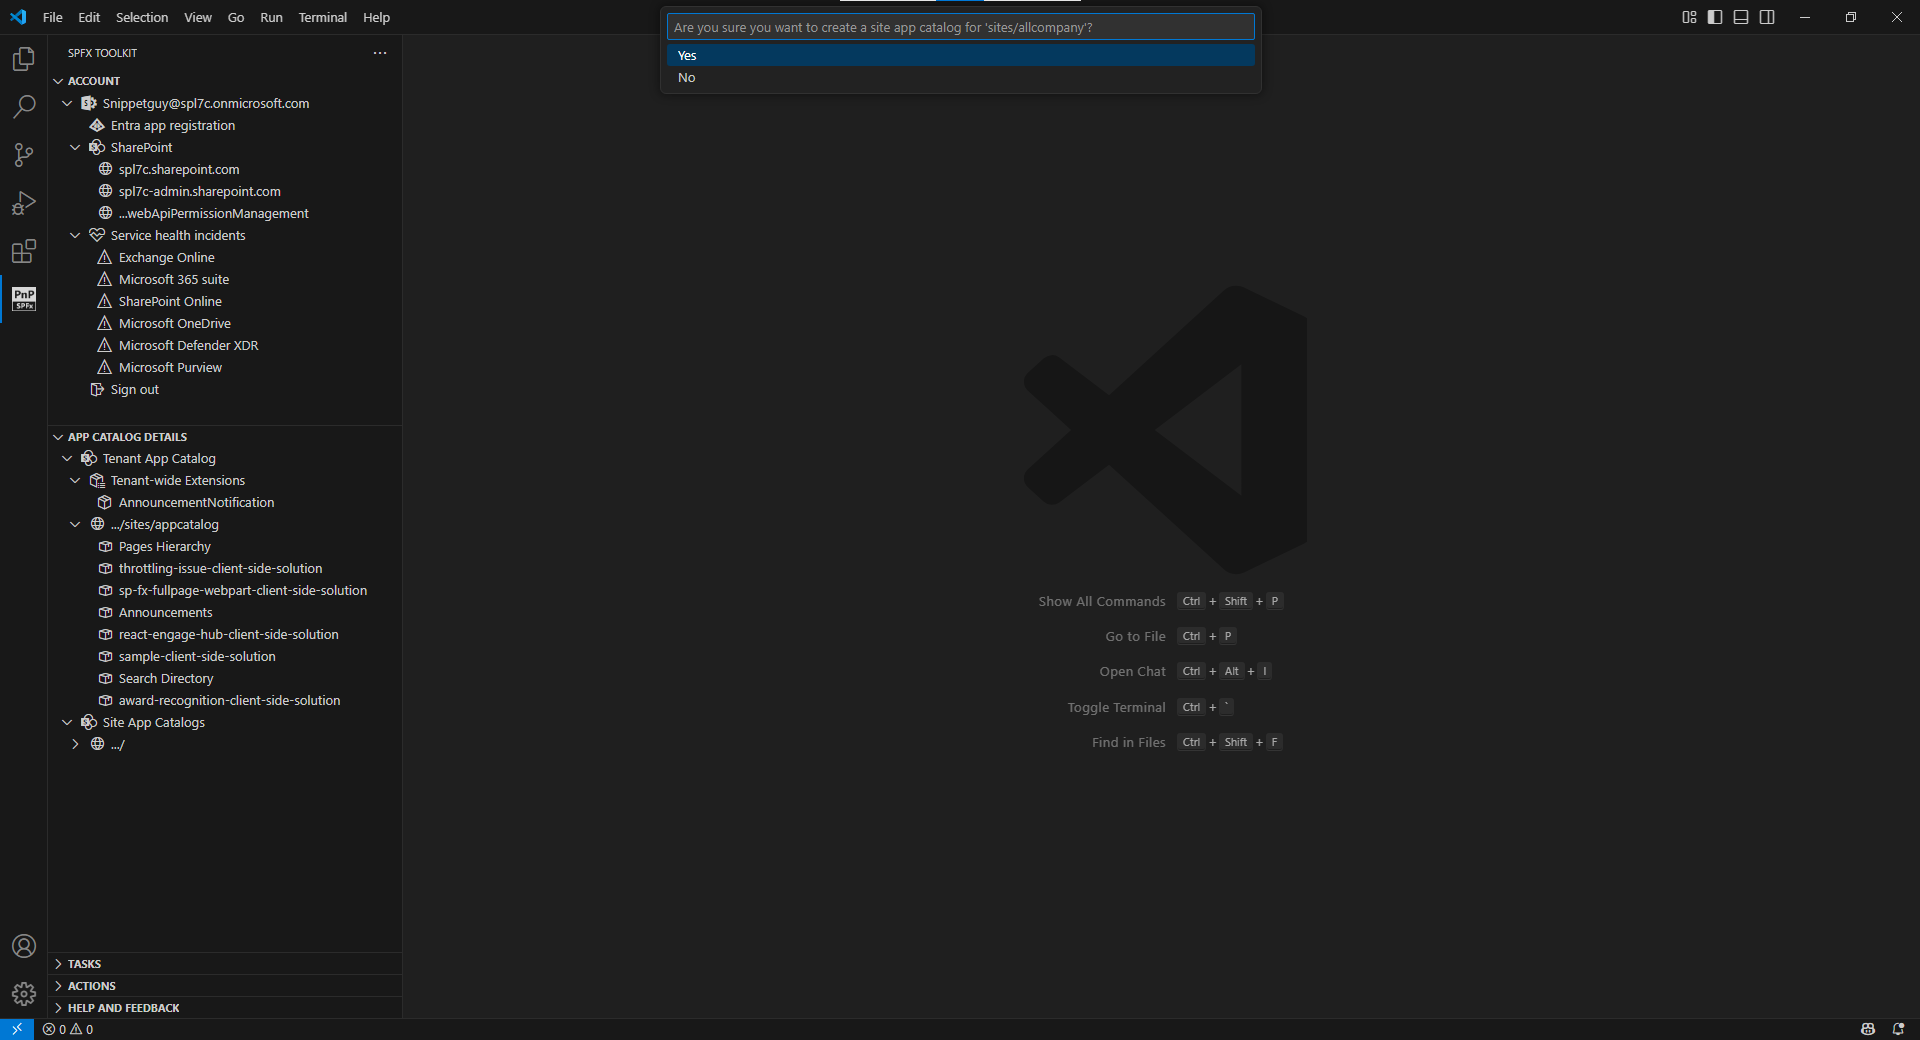 File Edit Selection View Go Run Terminal Help
Are you sure you want to create a site app catalog for 'sites/allcompany'?
Yes
No
SPFX TOOLKIT
ACCOUNT
Snippetguy@spl7c.onmicrosoft.com
Entra app registration
SharePoint
spl7c.sharepoint.com
spl7c-admin.sharepoint.com
...webApiPermissionManagement
Service health incidents
Exchange Online
Microsoft 365 suite
SharePoint Online
Microsoft OneDrive
Microsoft Defender XDR
Microsoft Purview
Sign out
PnP
SPFx
APP CATALOG DETAILS
Tenant App Catalog
Tenant-wide Extensions
AnnouncementNotification
.../sites/appcatalog
Pages Hierarchy
throttling-issue-client-side-solution
sp-fx-fullpage-webpart-client-side-solution
Announcements
react-engage-hub-client-side-solution
sample-client-side-solution
Search Directory
award-recognition-client-side-solution
Site App Catalogs
.../
Show All Commands Ctrl + Shift + P
Go to File Ctrl + P
Open Chat Ctrl + Alt + I
Toggle Terminal Ctrl + `
Find in Files Ctrl + Shift + F
TASKS
ACTIONS
HELP AND FEEDBACK
0 0